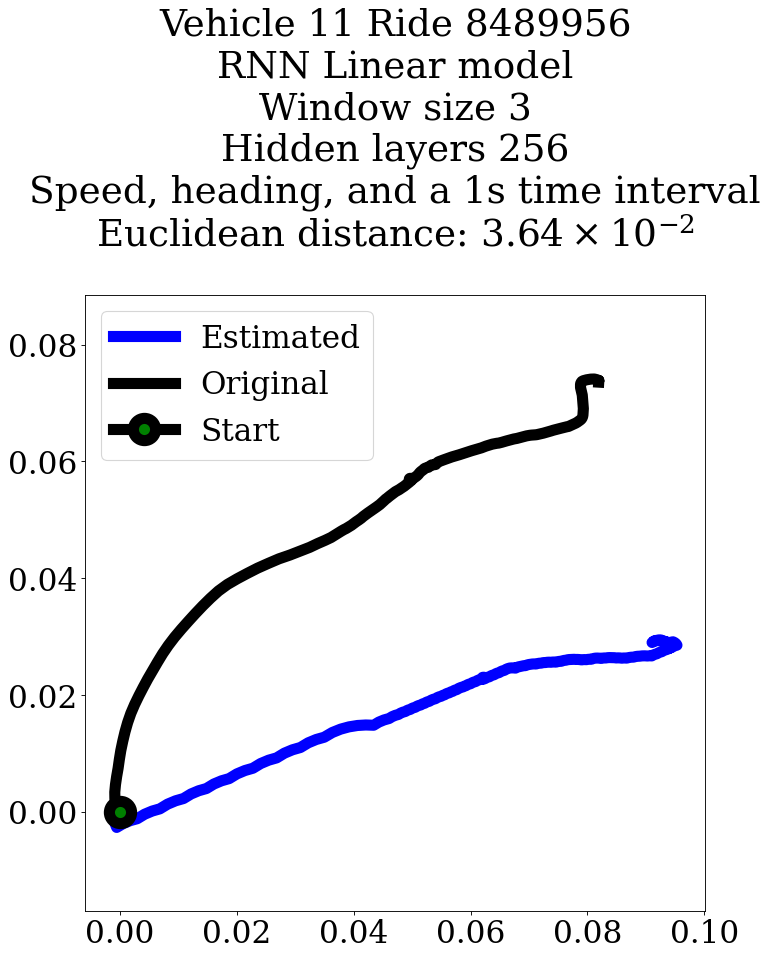 Vehicle 11 Ride 8489956
RNN Linear model
Window size 3
Hidden layers 256
Speed, heading, and a 1s time interval
Euclidean distance: 3.64 × 10⁻²
Estimated
Original
Start
0.08
0.06
0.04
0.02
0.00
0.00 0.02 0.04 0.06 0.08 0.10